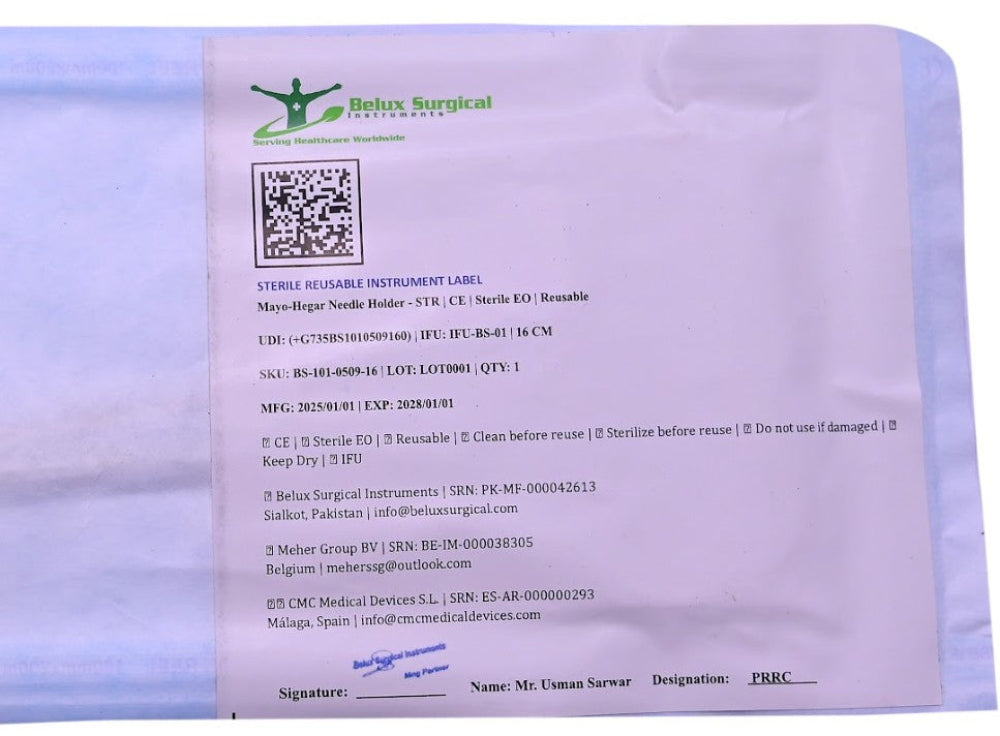 Belux Surgical
Instruments
Serving Healthcare Worldwide
STERILE REUSABLE INSTRUMENT LABEL
Mayo-Hegar Needle Holder - STR | CE | Sterile EO | Reusable
UDI: (+G735BS1010509160) | IFU: IFU-BS-01 | 16 CM
SKU: BS-101-0509-16 | LOT: LOT0001 | QTY: 1
MFG: 2025/01/01 | EXP: 2028/01/01
⍰ CE | ⍰ Sterile EO | ⍰ Reusable | ⍰ Clean before reuse | ⍰ Sterilize before reuse | ⍰ Do not use if damaged | ⍰
Keep Dry | ⍰ IFU
⍰ Belux Surgical Instruments | SRN: PK-MF-000042613
Sialkot, Pakistan | info@beluxsurgical.com
⍰ Meher Group BV | SRN: BE-IM-000038305
Belgium | meherssg@outlook.com
⍰⍰ CMC Medical Devices S.L. | SRN: ES-AR-000000293
Málaga, Spain | info@cmcmedicaldevices.com
Belux Surgical Instruments
Mng Partner
Signature: ____________ Name: Mr. Usman Sarwar Designation: PRRC